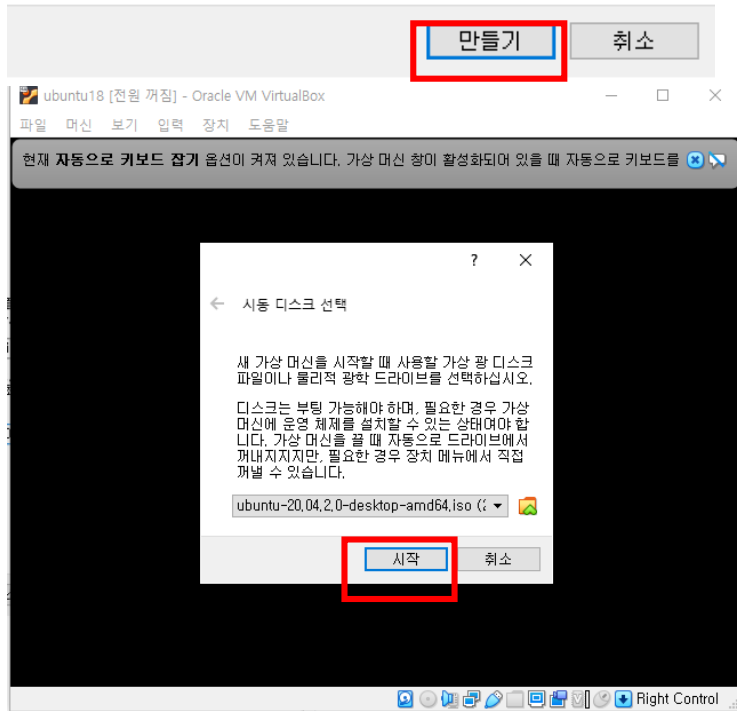 만들기 취소
ubuntu18 [전원 꺼짐] - Oracle VM VirtualBox
파일 머신 보기 입력 장치 도움말
현재 자동으로 키보드 잡기 옵션이 켜져 있습니다. 가상 머신 창이 활성화되어 있을 때 자동으로 키보드를
?
시동 디스크 선택
새 가상 머신을 시작할 때 사용할 가상 광 디스크
파일이나 물리적 광학 드라이브를 선택하십시오.
디스크는 부팅 가능해야 하며, 필요한 경우 가상
머신에 운영 체제를 설치할 수 있는 상태여야 합
니다. 가상 머신을 끌 때 자동으로 드라이브에서
꺼내지지지만, 필요한 경우 장치 메뉴에서 직접
꺼낼 수 있습니다.
ubuntu-20.04.2.0-desktop-amd64.iso (
시작 취소
Right Control